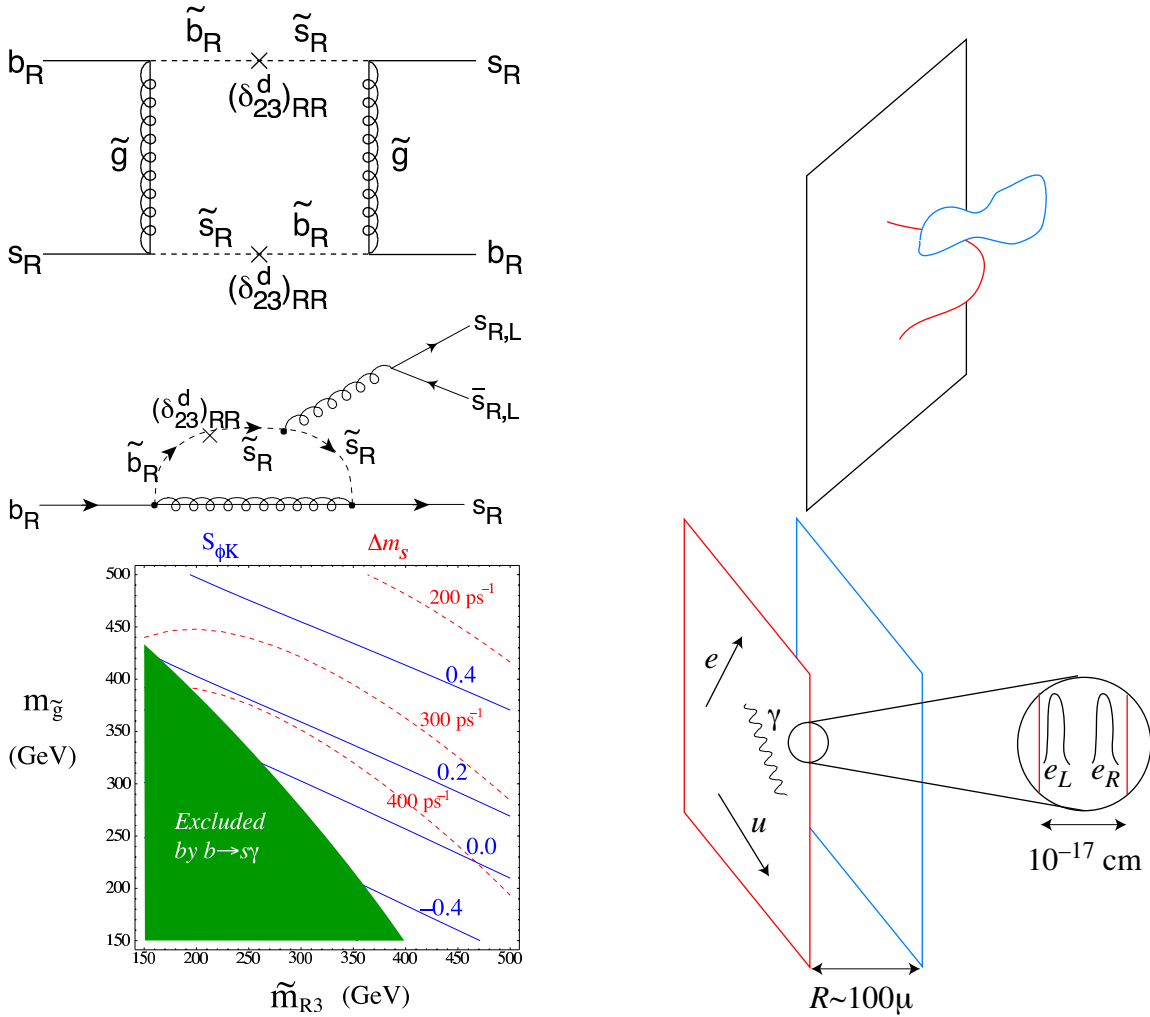 b̃_R s̃_R
b_R s_R
(δ^d_23)_RR
g̃ g̃
s̃_R b̃_R
s_R b_R
(δ^d_23)_RR
s_R,L
s̄_R,L
(δ^d_23)_RR
b̃_R s̃_R s̃_R
b_R s_R
S_ϕK Δm_s
500
450
400
350
300
250
200
150
m_g̃
(GeV)
200 ps⁻¹
0.4
300 ps⁻¹
0.2
400 ps⁻¹
0.0
−0.4
Excluded
by b→sγ
150 200 250 300 350 400 450 500
m̃_R3 (GeV)
e
γ
u
e_L e_R
10⁻¹⁷ cm
R~100μ